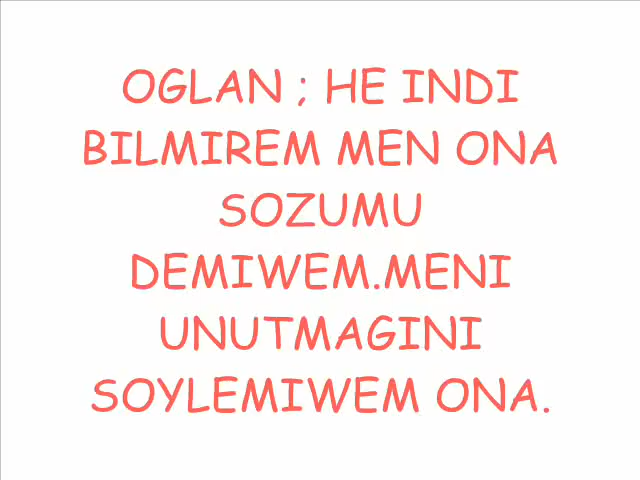 OGLAN ; HE INDI
BILMIREM MEN ONA
SOZUMU
DEMIWEM.MENI
UNUTMAGINI
SOYLEMIWEM ONA.